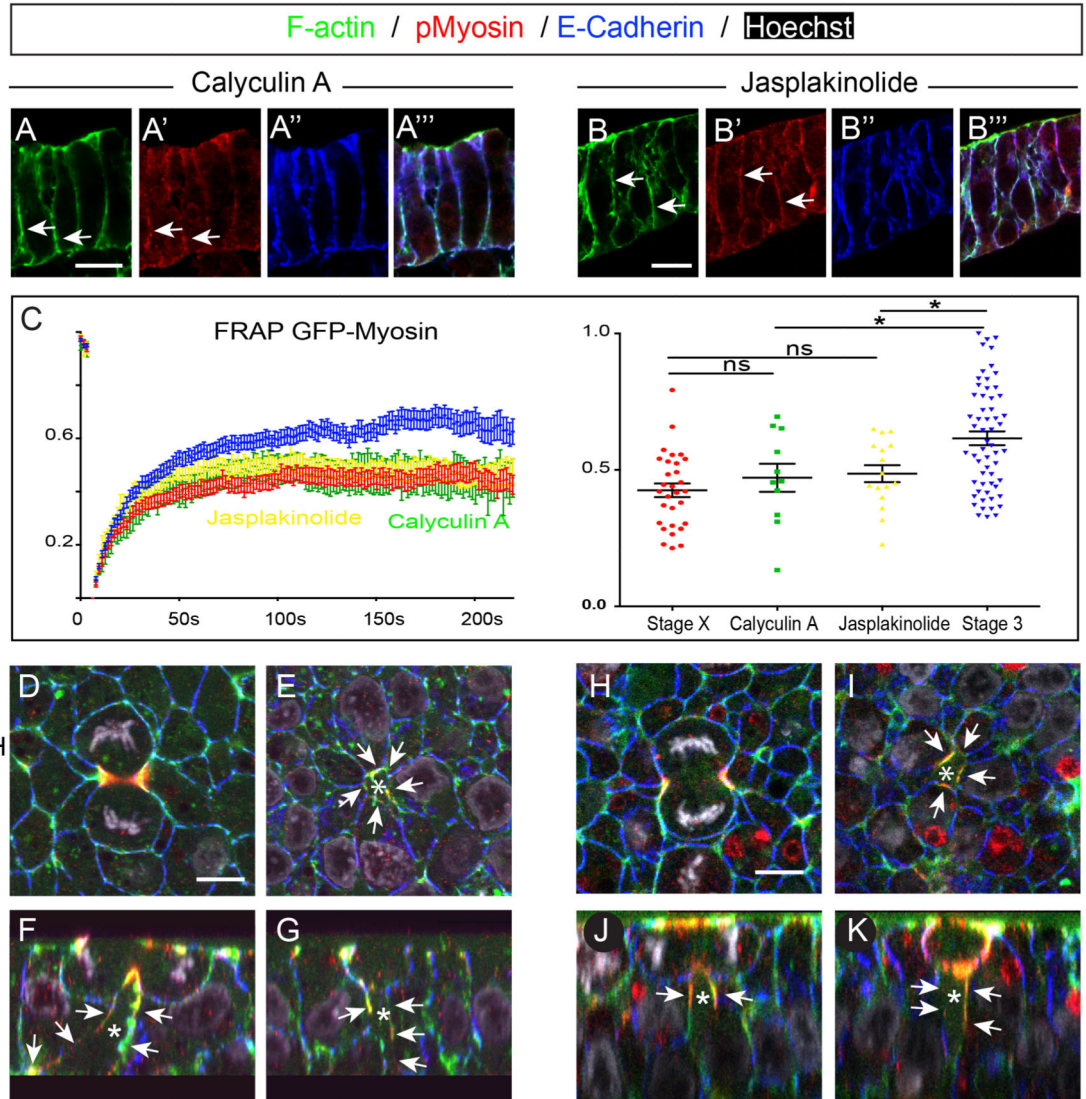 F-actin / pMyosin / E-Cadherin / Hoechst
Calyculin A
Jasplakinolide
A
A'
A''
A'''
B
B'
B''
B'''
C
FRAP GFP-Myosin
0.6
0.2
Jasplakinolide
Calyculin A
0
50s
100s
150s
200s
1.0
0.5
0.0
*
*
ns
ns
Stage X
Calyculin A
Jasplakinolide
Stage 3
D
E
*
H
I
*
F
*
G
*
J
*
K
*